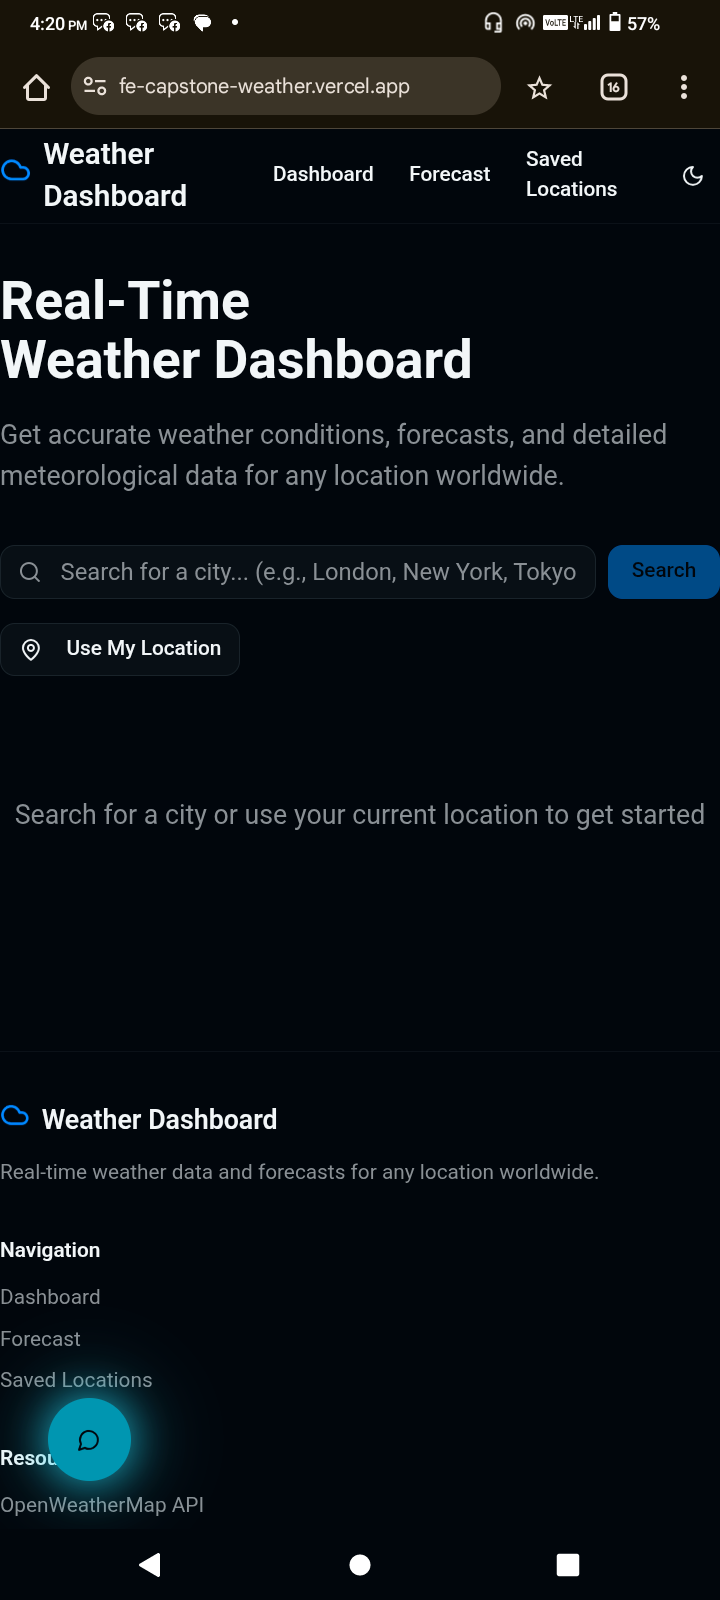 4:20 PM VoLTE LTE 57%
fe-capstone-weather.vercel.app 16
Weather
Dashboard
Dashboard Forecast Saved
Locations
Real-Time
Weather Dashboard
Get accurate weather conditions, forecasts, and detailed
meteorological data for any location worldwide.
Search for a city... (e.g., London, New York, Tokyo Search
Use My Location
Search for a city or use your current location to get started
Weather Dashboard
Real-time weather data and forecasts for any location worldwide.
Navigation
Dashboard
Forecast
Saved Locations
OpenWeatherMap API